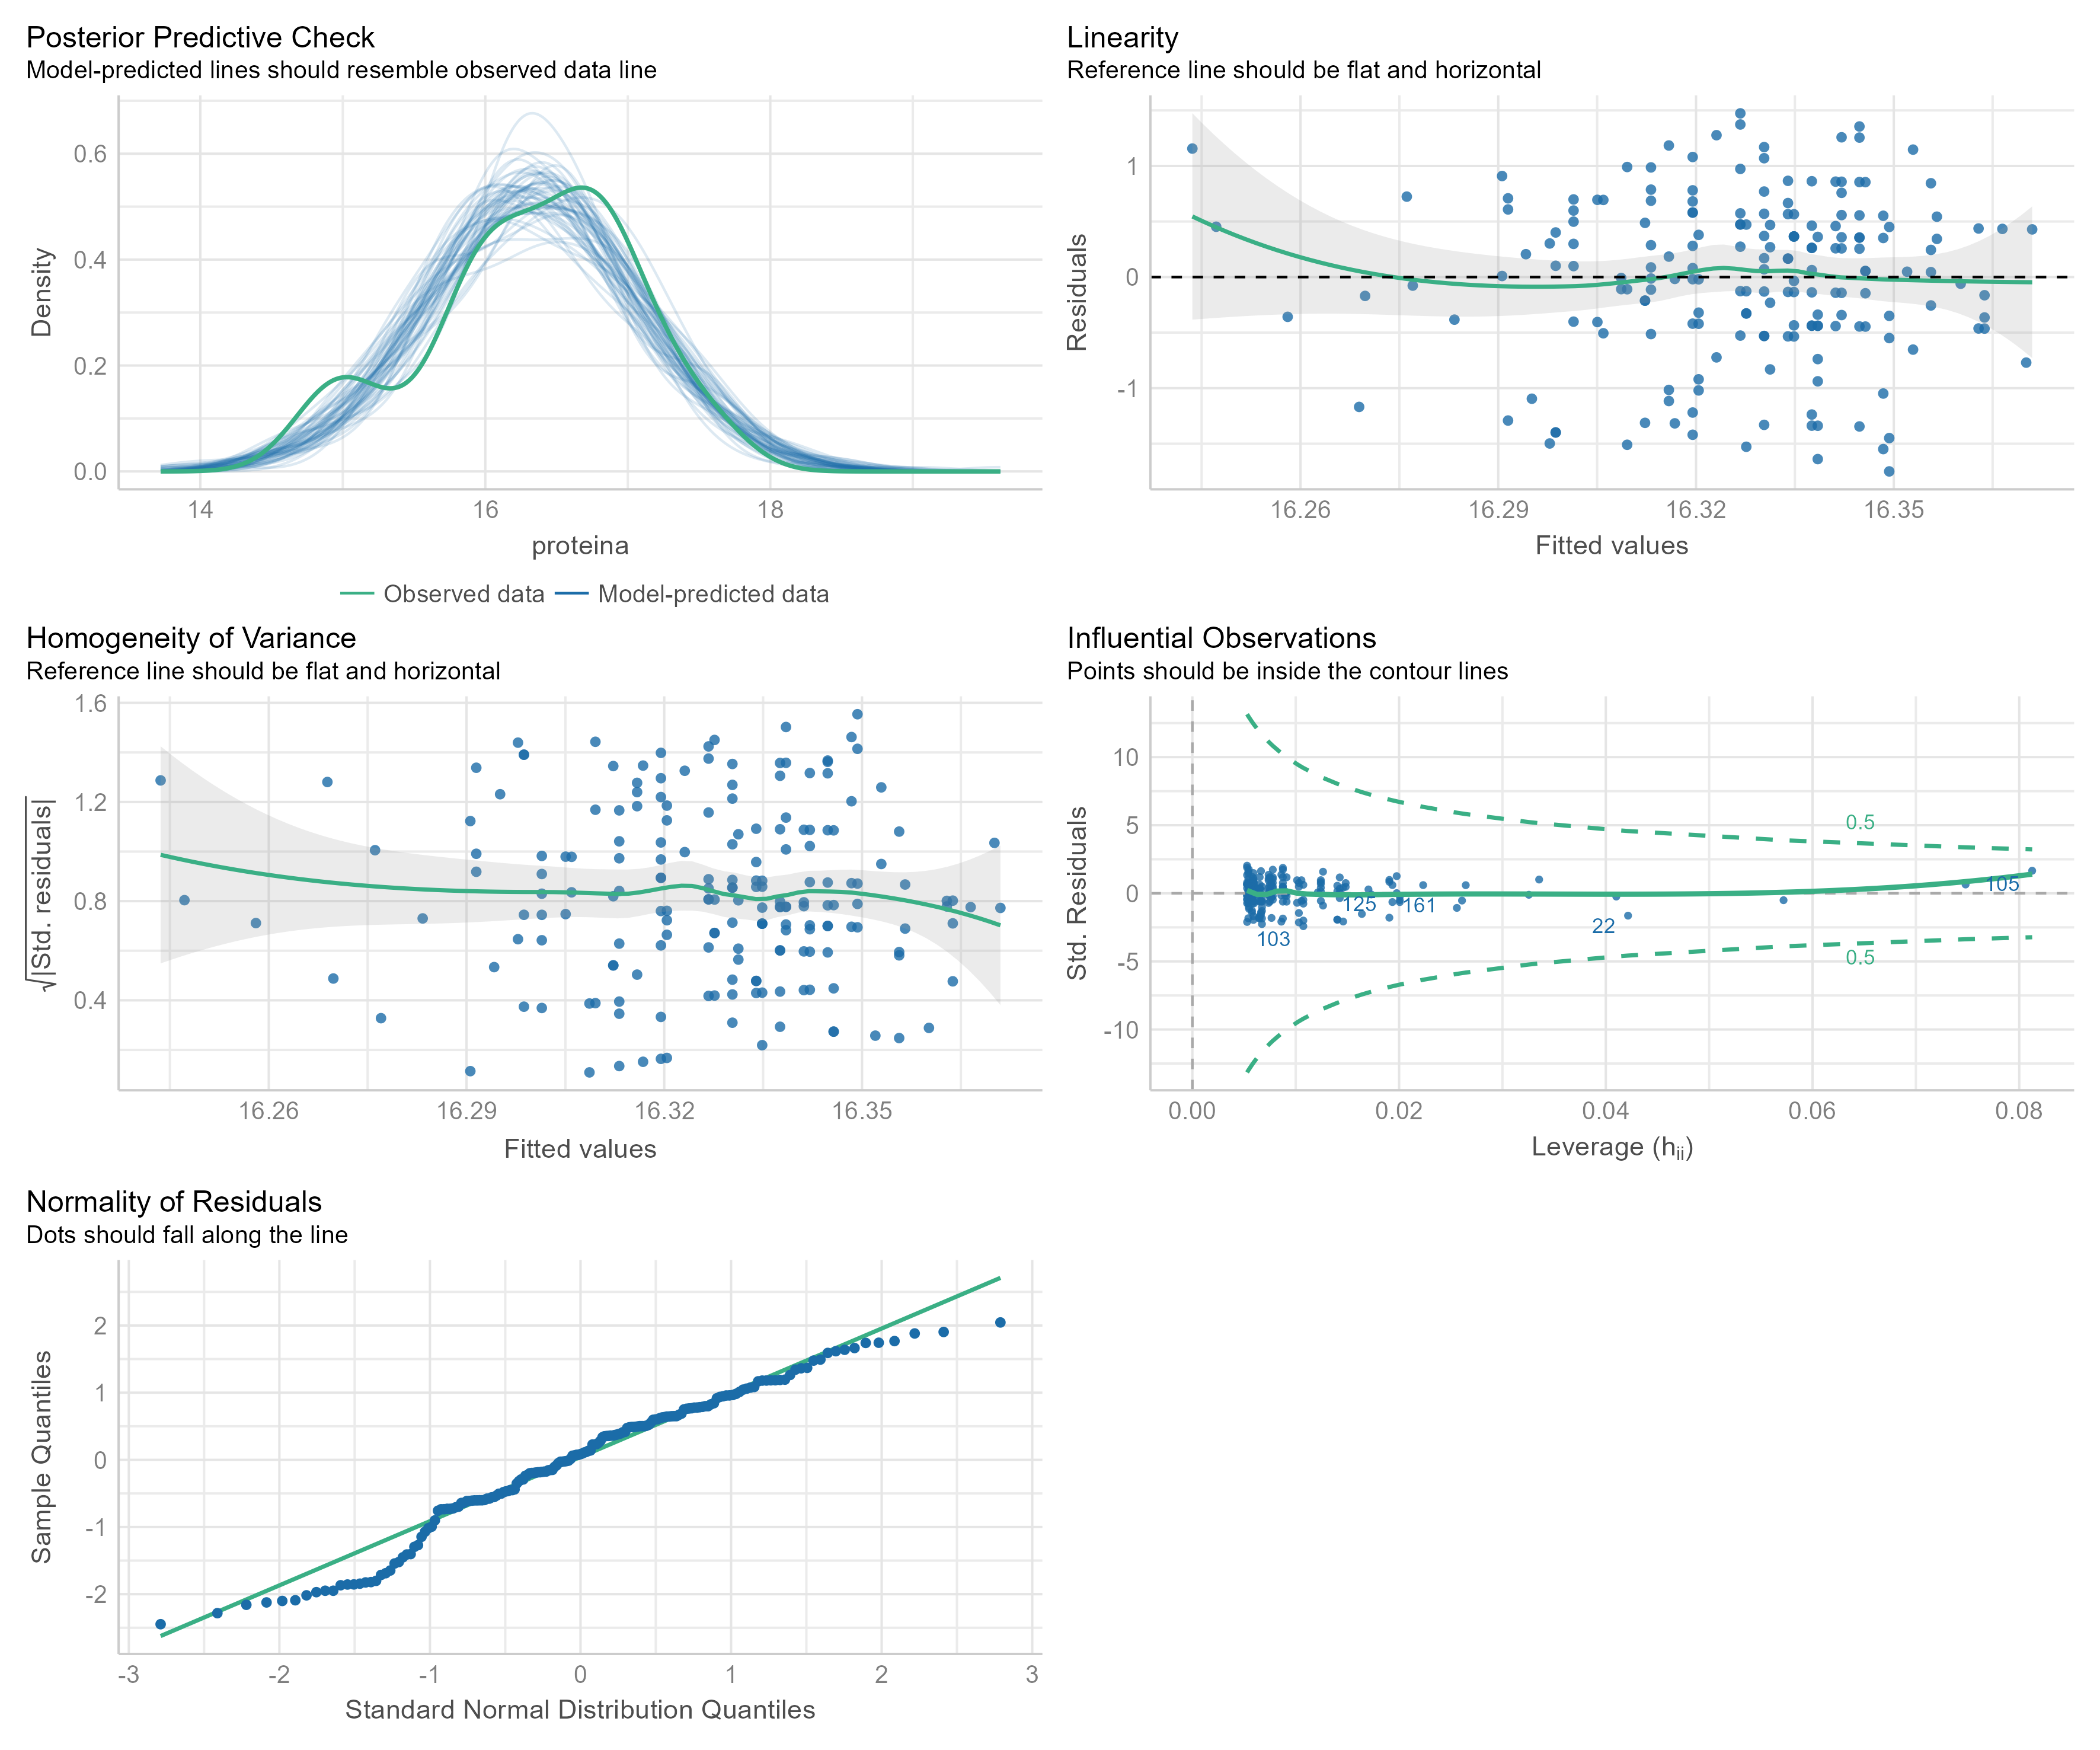 Posterior Predictive Check
Model-predicted lines should resemble observed data line
Density
0.6
0.4
0.2
0.0
14 16 18
proteina
Observed data Model-predicted data
Linearity
Reference line should be flat and horizontal
Residuals
1
0
-1
16.26 16.29 16.32 16.35
Fitted values
Homogeneity of Variance
Reference line should be flat and horizontal
√|Std. residuals|
1.6
1.2
0.8
0.4
16.26 16.29 16.32 16.35
Fitted values
Influential Observations
Points should be inside the contour lines
Std. Residuals
10
5
0
-5
-10
0.5
105
125 161
22
103
0.5
0.00 0.02 0.04 0.06 0.08
Leverage (hii)
Normality of Residuals
Dots should fall along the line
Sample Quantiles
2
1
0
-1
-2
-3 -2 -1 0 1 2 3
Standard Normal Distribution Quantiles